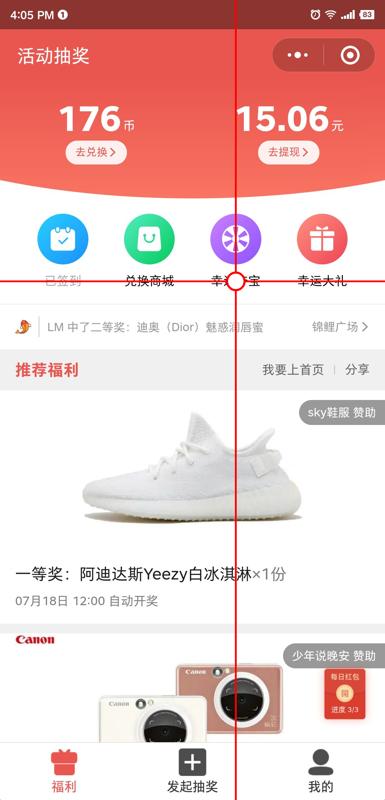 4:05 PM 1
83
活动抽奖
176币
15.06元
去兑换
去提现
已签到
兑换商城
幸运大礼
LM 中了二等奖：迪奥（Dior）魅惑润唇蜜
锦鲤广场
推荐福利
我要上首页
分享
sky鞋服 赞助
一等奖：阿迪达斯Yeezy白冰淇淋×1份
07月18日 12:00 自动开奖
Canon
少年说晚安 赞助
Canon
Canon
每日红包
进度 3/3
福利
发起抽奖
我的